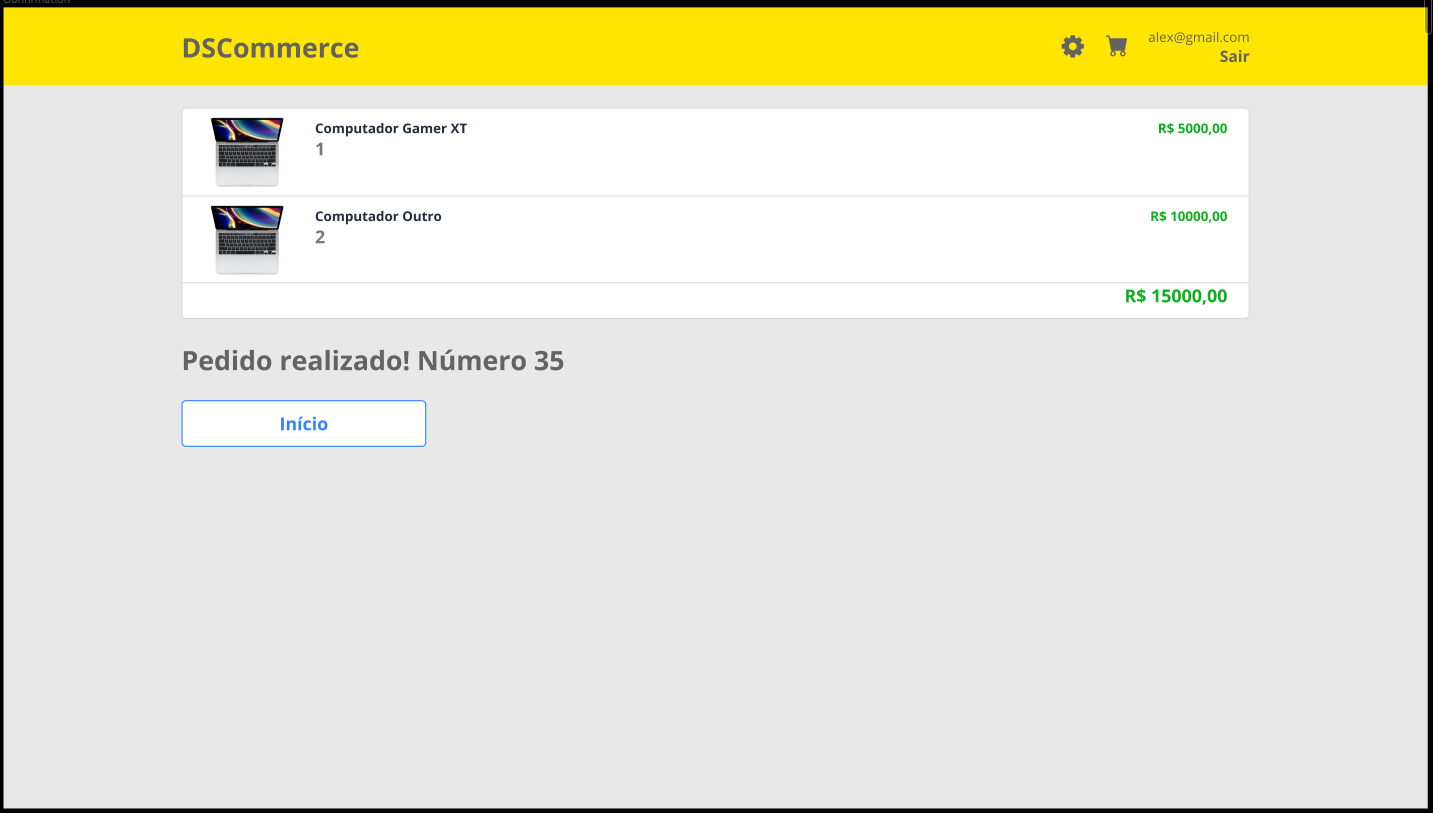 Confirmation
DSCommerce
alex@gmail.com
Sair
Computador Gamer XT
R$ 5000,00
1
Computador Outro
R$ 10000,00
2
R$ 15000,00
Pedido realizado! Número 35
Início